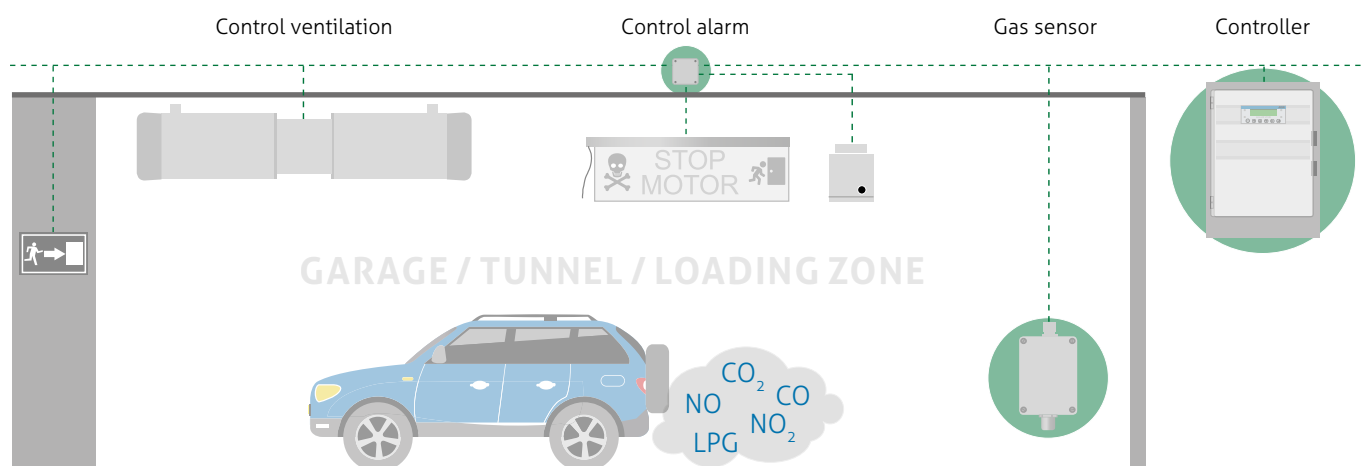 Control ventilation
Control alarm
Gas sensor
Controller
STOP
MOTOR
GARAGE / TUNNEL / LOADING ZONE
CO₂
CO
NO
NO₂
LPG